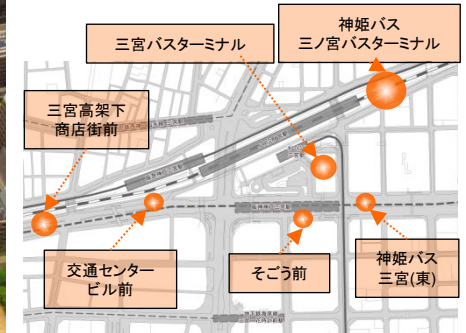 三宮バスターミナル
神姫バス
三ノ宮バスターミナル
三宮高架下
商店街前
交通センター
ビル前
そごう前
神姫バス
三宮(東)